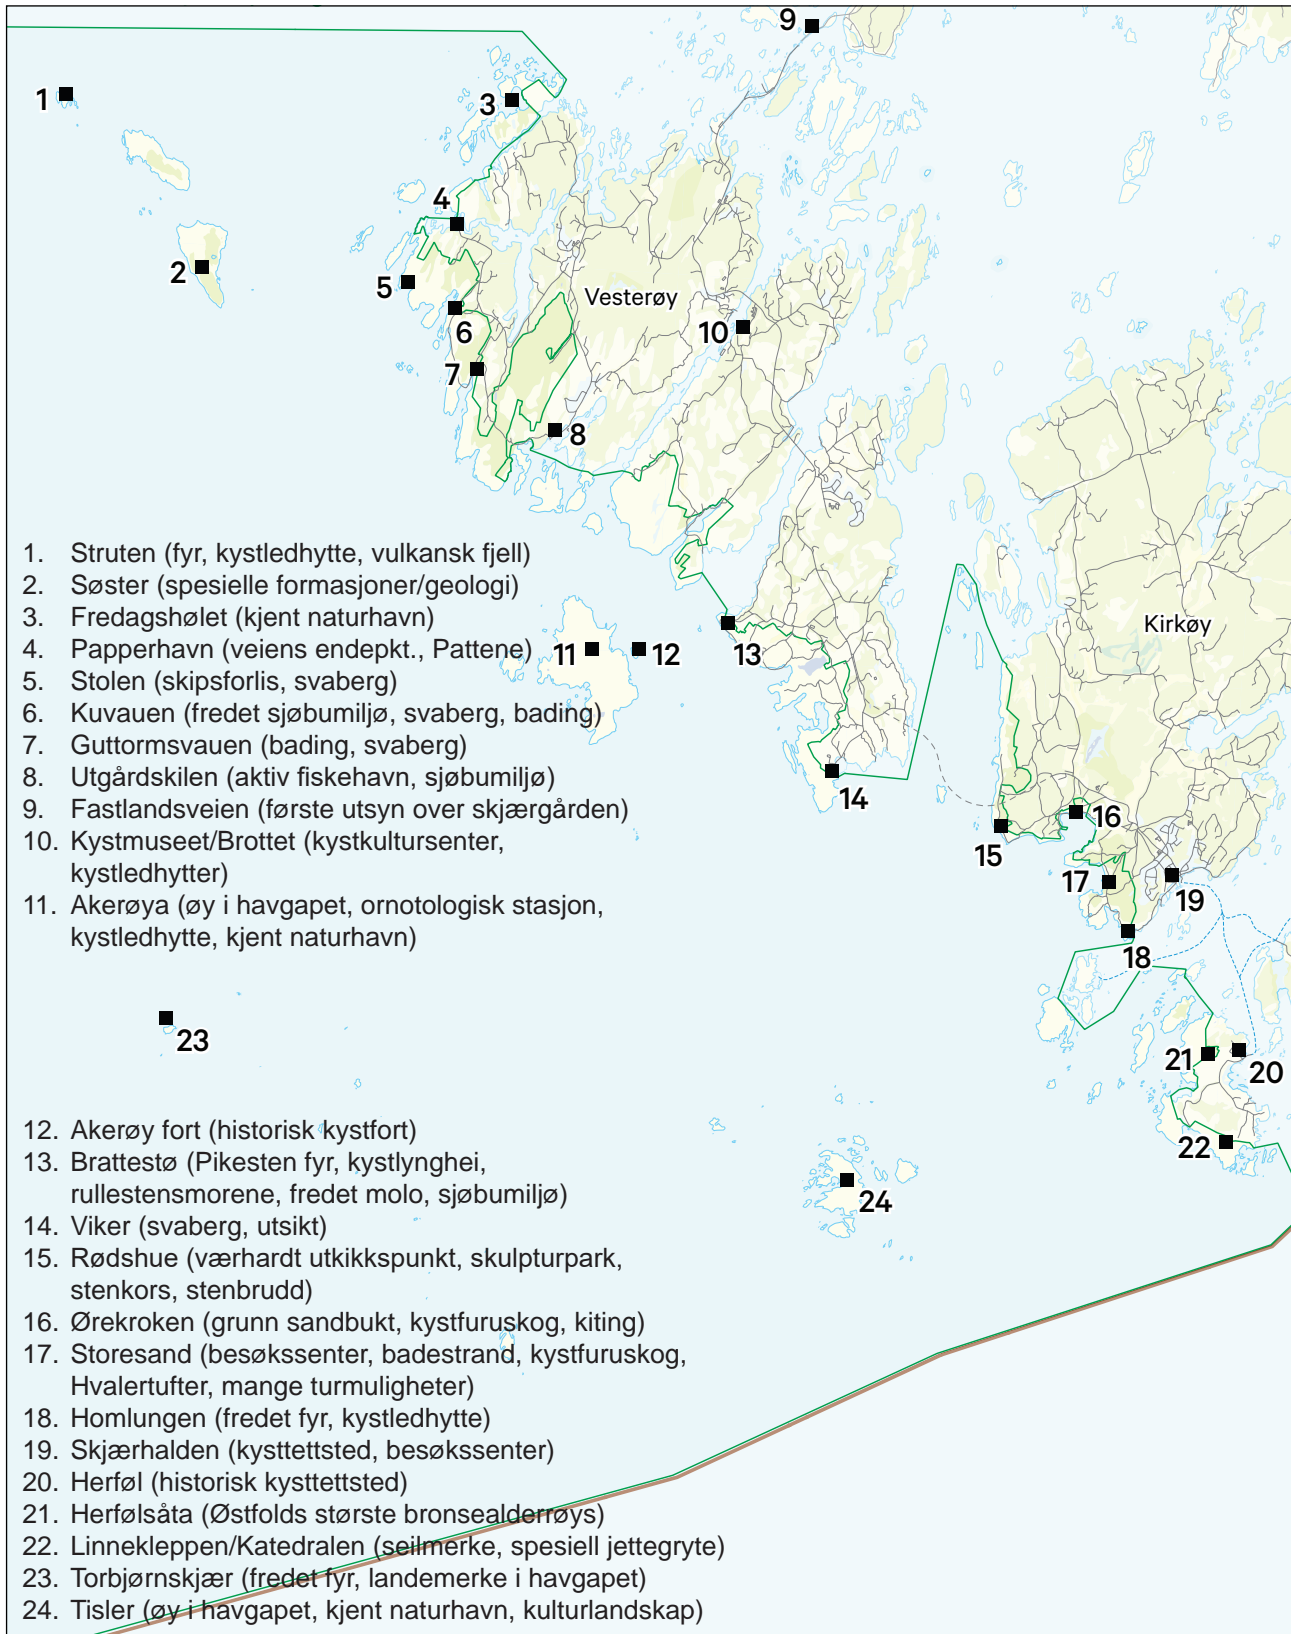 9
1
3
4
2
5
Vesterøy
6
10
7
8
1. Struten (fyr, kystledhytte, vulkansk fjell)
2. Søster (spesielle formasjoner/geologi)
3. Fredagshølet (kjent naturhavn)
4. Papperhavn (veiens endepkt., Pattene)
5. Stolen (skipsforlis, svaberg)
6. Kuvauen (fredet sjøbumiljø, svaberg, bading)
7. Guttormsvauen (bading, svaberg)
8. Utgårdskilen (aktiv fiskehavn, sjøbumiljø)
9. Fastlandsveien (første utsyn over skjærgården)
10. Kystmuseet/Brottet (kystkultursenter,
kystledhytter)
11. Akerøya (øy i havgapet, ornotologisk stasjon,
kystledhytte, kjent naturhavn)
Kirkøy
11
12
13
14
16
15
17
19
18
23
21
20
22
24
12. Akerøy fort (historisk kystfort)
13. Brattestø (Pikesten fyr, kystlynghei,
rullestensmorene, fredet molo, sjøbumiljø)
14. Viker (svaberg, utsikt)
15. Rødshue (værhardt utkikkspunkt, skulpturpark,
stenkors, stenbrudd)
16. Ørekroken (grunn sandbukt, kystfuruskog, kiting)
17. Storesand (besøkssenter, badestrand, kystfuruskog,
Hvalertufter, mange turmuligheter)
18. Homlungen (fredet fyr, kystledhytte)
19. Skjærhalden (kysttettsted, besøkssenter)
20. Herføl (historisk kysttettsted)
21. Herfølsåta (Østfolds største bronsealderrøys)
22. Linnekleppen/Katedralen (seilmerke, spesiell jettegryte)
23. Torbjørnskjær (fredet fyr, landemerke i havgapet)
24. Tisler (øy i havgapet, kjent naturhavn, kulturlandskap)